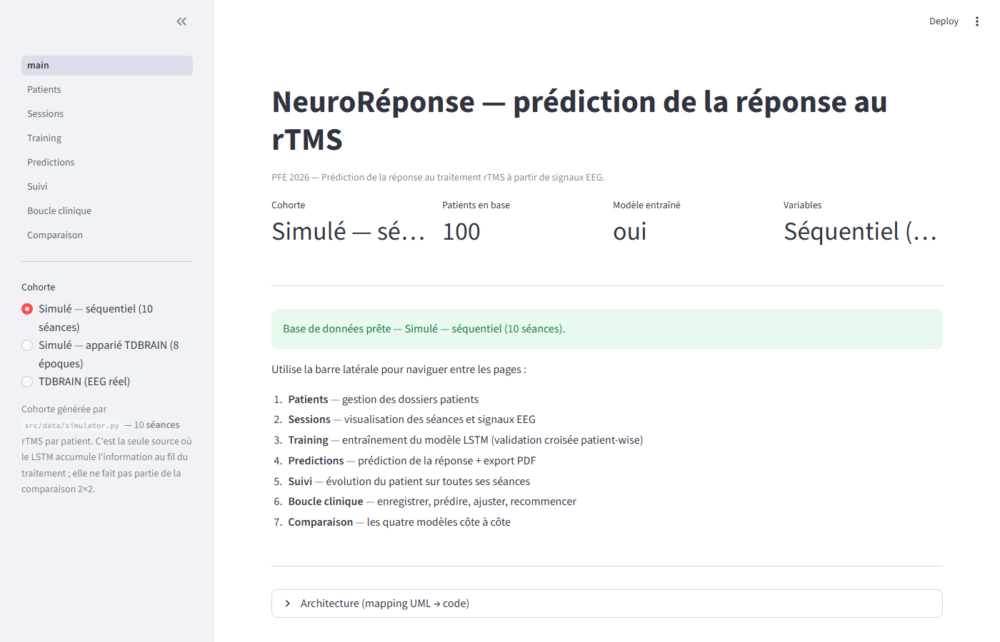 Deploy
main
Patients
Sessions
Training
Predictions
Suivi
Boucle clinique
Comparaison
Cohorte
Simulé — séquentiel (10
séances)
Simulé — apparié TDBRAIN (8
époques)
TDBRAIN (EEG réel)
Cohorte générée par
src/data/simulator.py — 10 séances
rTMS par patient. C'est la seule source où
le LSTM accumule l'information au fil du
traitement ; elle ne fait pas partie de la
comparaison 2×2.
NeuroRéponse — prédiction de la réponse au
rTMS
PFE 2026 — Prédiction de la réponse au traitement rTMS à partir de signaux EEG.
Cohorte
Simulé — sé…
Patients en base
100
Modèle entraîné
oui
Variables
Séquentiel (…
Base de données prête — Simulé — séquentiel (10 séances).
Utilise la barre latérale pour naviguer entre les pages :
1. Patients — gestion des dossiers patients
2. Sessions — visualisation des séances et signaux EEG
3. Training — entraînement du modèle LSTM (validation croisée patient-wise)
4. Predictions — prédiction de la réponse + export PDF
5. Suivi — évolution du patient sur toutes ses séances
6. Boucle clinique — enregistrer, prédire, ajuster, recommencer
7. Comparaison — les quatre modèles côte à côte
Architecture (mapping UML → code)